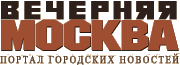 ВЕЧЕРНЯЯ
МОСКВА
ПОРТАЛ ГОРОДСКИХ НОВОСТЕЙ